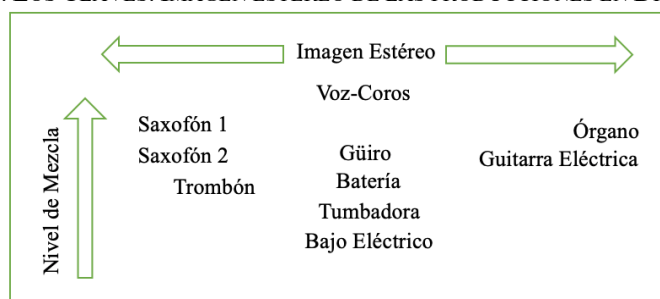 Imagen Estéreo
Voz-Coros
Saxofón 1
Órgano
Saxofón 2
Güiro
Guitarra Eléctrica
Trombón
Batería
Tumbadora
Bajo Eléctrico
Nivel de Mezcla